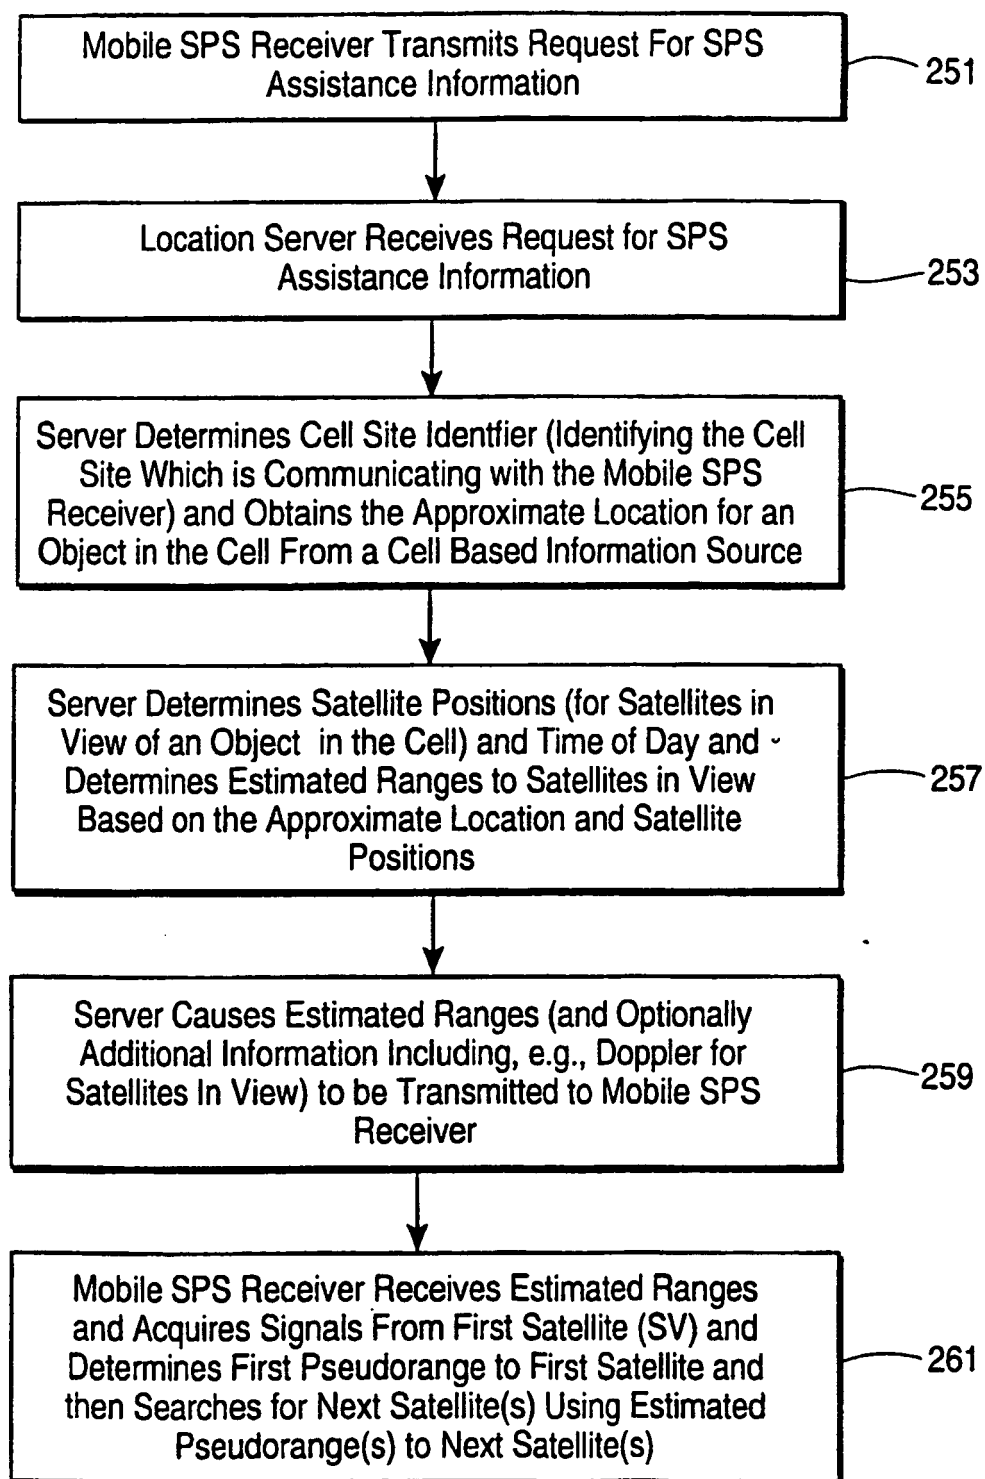 Mobile SPS Receiver Transmits Request For SPS
Assistance Information
251
Location Server Receives Request for SPS
Assistance Information
253
Server Determines Cell Site Identfier (Identifying the Cell
Site Which is Communicating with the Mobile SPS
Receiver) and Obtains the Approximate Location for an
Object in the Cell From a Cell Based Information Source
255
Server Determines Satellite Positions (for Satellites in
View of an Object in the Cell) and Time of Day and
Determines Estimated Ranges to Satellites in View
Based on the Approximate Location and Satellite
Positions
257
Server Causes Estimated Ranges (and Optionally
Additional Information Including, e.g., Doppler for
Satellites In View) to be Transmitted to Mobile SPS
Receiver
259
Mobile SPS Receiver Receives Estimated Ranges
and Acquires Signals From First Satellite (SV) and
Determines First Pseudorange to First Satellite and
then Searches for Next Satellite(s) Using Estimated
Pseudorange(s) to Next Satellite(s)
261